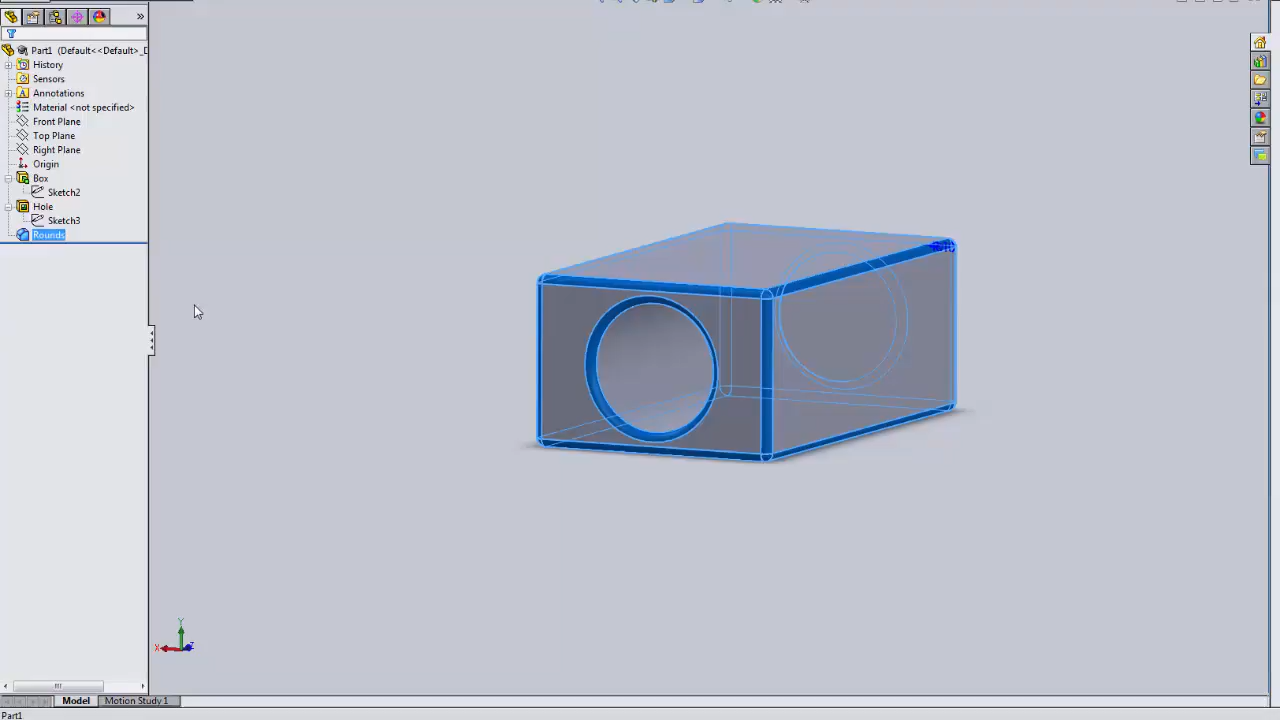 »
Part1 (Default<<Default>_D
History
Sensors
Annotations
Material <not specified>
Front Plane
Top Plane
Right Plane
Origin
Box
Sketch2
Hole
Sketch3
Rounds
Y
X
Z
Model
Motion Study 1
Part1